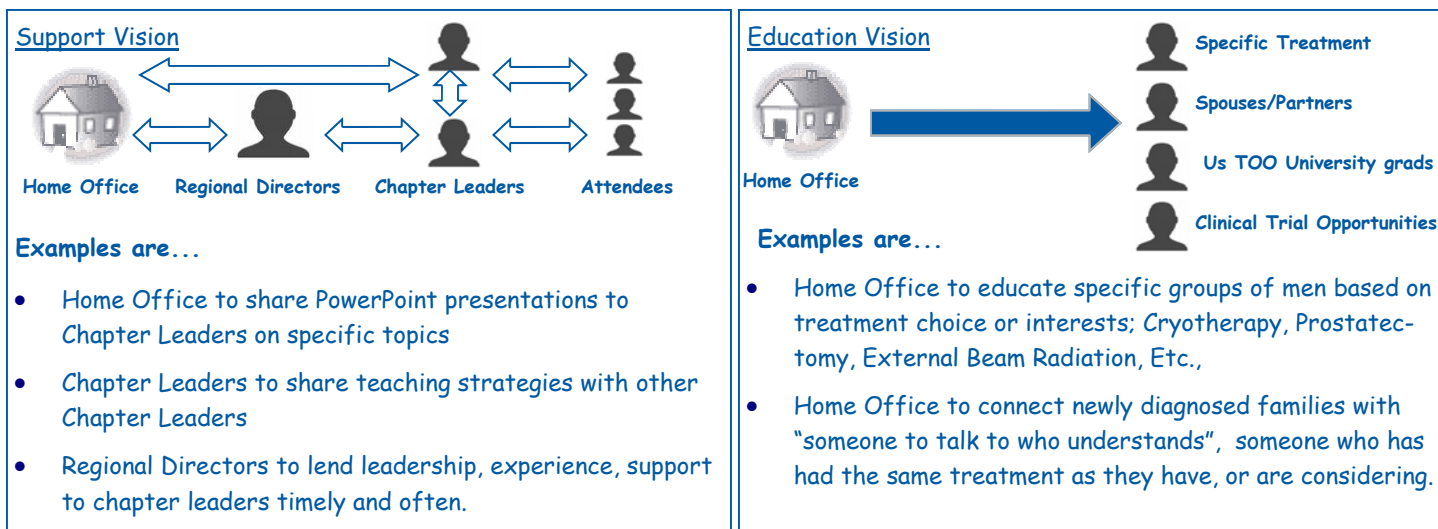 Support Vision
Home Office
Regional Directors
Chapter Leaders
Attendees
Examples are...
• Home Office to share PowerPoint presentations to
Chapter Leaders on specific topics
• Chapter Leaders to share teaching strategies with other
Chapter Leaders
• Regional Directors to lend leadership, experience, support
to chapter leaders timely and often.
Education Vision
Specific Treatment
Spouses/Partners
Us TOO University grads
Clinical Trial Opportunities
Home Office
Examples are...
• Home Office to educate specific groups of men based on
treatment choice or interests; Cryotherapy, Prostatec-
tomy, External Beam Radiation, Etc.,
• Home Office to connect newly diagnosed families with
“someone to talk to who understands”, someone who has
had the same treatment as they have, or are considering.